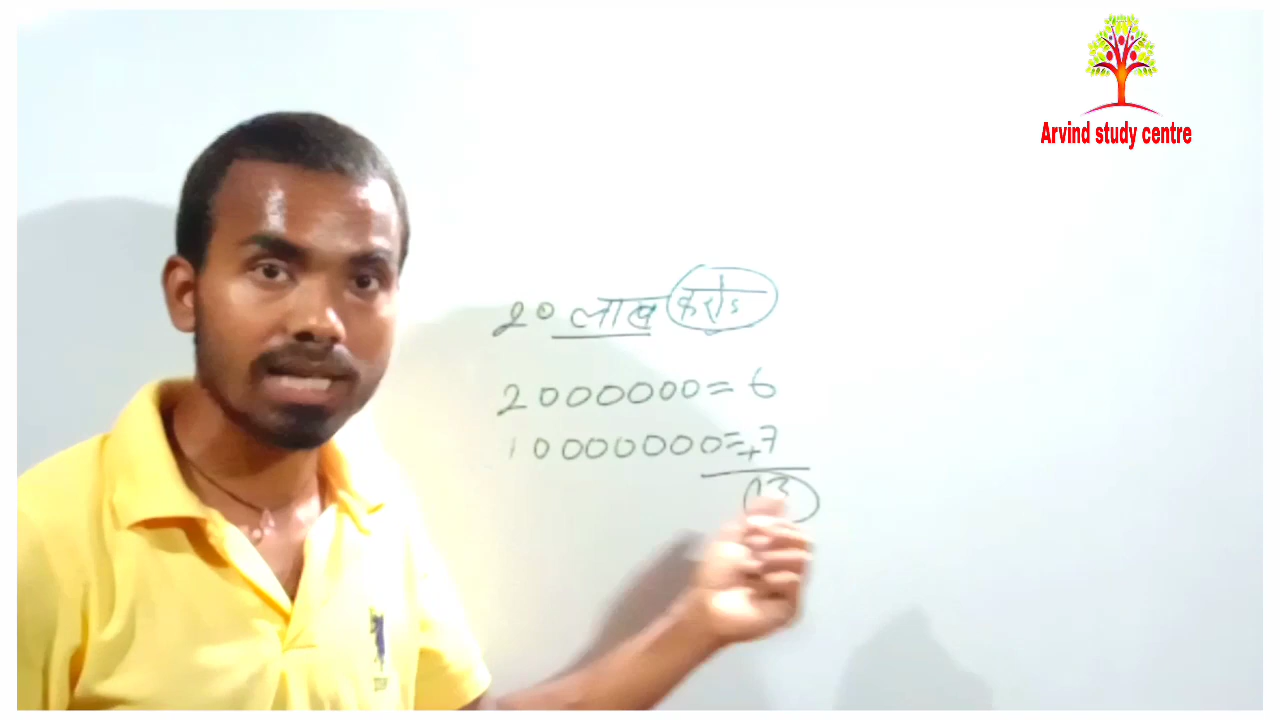 Arvind study centre
20 लाख करोड़
2000000 = 6
10000000 = +7
13